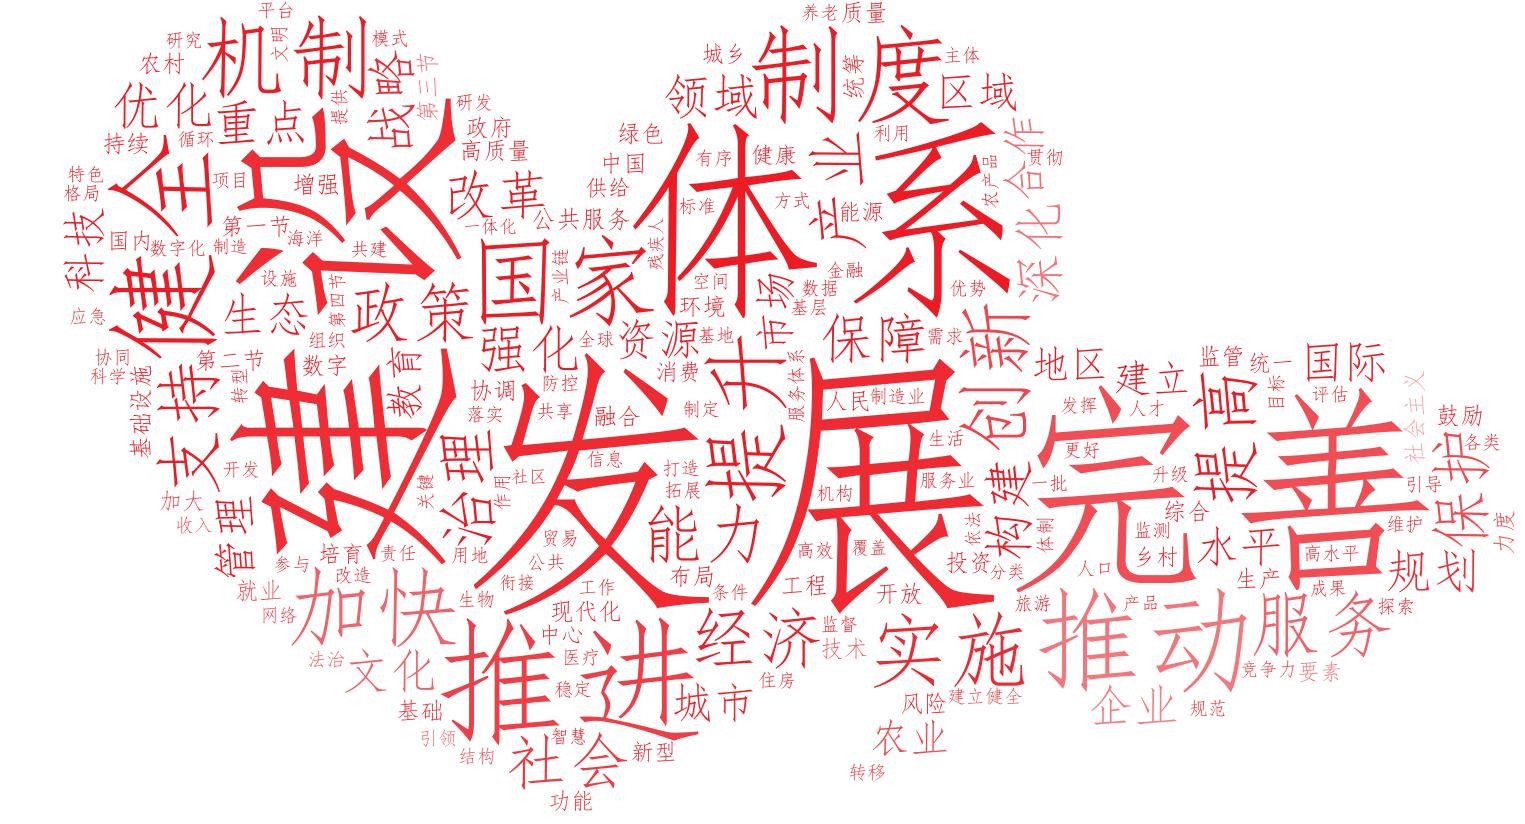 平台
养老
质量
机制
文明
研究
模式
农村
战略
第三节
城乡
制度
统筹
主体
领域
区域
优化
重点
提供
研发
持续
循环
政府
高质量
绿色
中国
有序
健康
产业
利用
体系
合作
贯彻
农产品
特色
格局
健全
项目
增强
建设
改革
供给
标准
方式
能源
科技
国内
数字化
制造
第一节
海洋
共建
一体化
公共服务
残疾人
深化
设施
国家
产业链
空间
环境
市场
金融
数据
基层
优势
应急
生态
组织
第四节
政策
强化
全球
资源
基地
保障
需求
创新
协同
科学
第二节
转型
数字
教育
协调
防控
消费
提升
服务体系
地区
建立
监管
统一
国际
基础设施
支持
落实
共享
融合
制定
发展
人民
制造业
发挥
人才
提高
目标
评估
社会主义
鼓励
生活
完善
保护
各类
开发
治理
信息
打造
拓展
更好
加大
收入
管理
关键
作用
社区
机构
服务业
构建
一批
升级
引导
能力
依法
体制
综合
维护
力度
参与
培育
责任
用地
贸易
公共
高效
覆盖
投资
分类
监测
乡村
水平
高水平
规划
就业
改造
网络
加快
生物
衔接
工作
布局
条件
工程
开放
人口
生产
成果
旅游
产品
探索
现代化
推进
中心
医疗
经济
监督
技术
实施
推动
服务
法治
文化
稳定
住房
竞争力
要素
基础
城市
风险
建立健全
企业
规范
引领
结构
智慧
新型
农业
社会
转移
功能